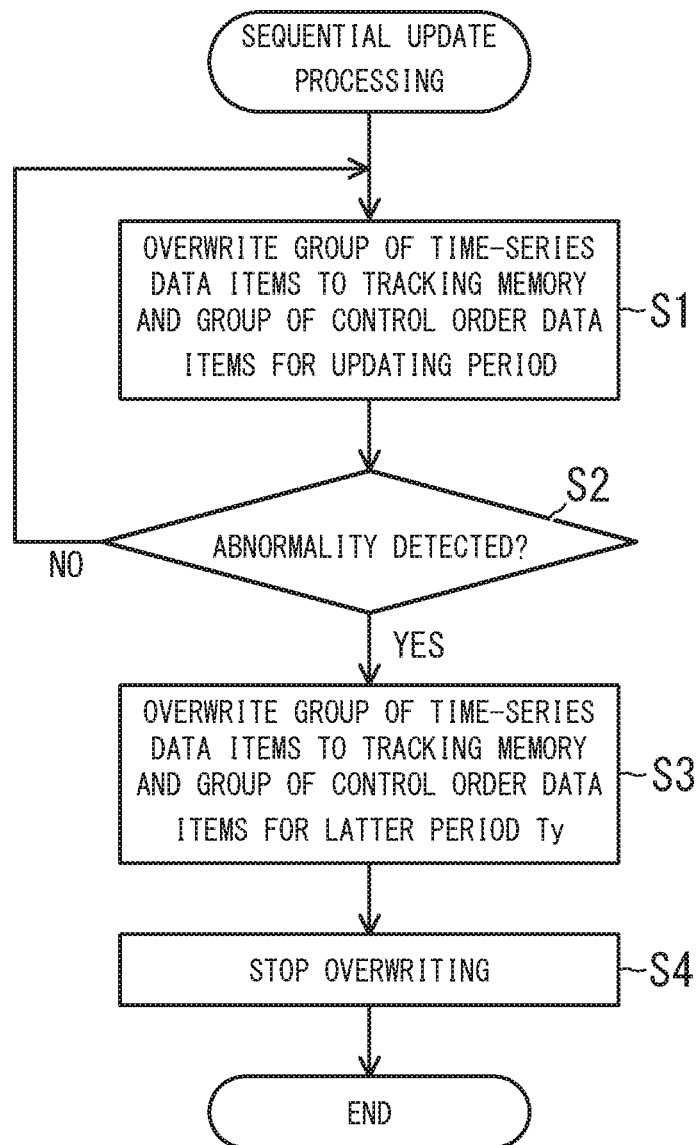 SEQUENTIAL UPDATE
PROCESSING
OVERWRITE GROUP OF TIME-SERIES
DATA ITEMS TO TRACKING MEMORY
AND GROUP OF CONTROL ORDER DATA
ITEMS FOR UPDATING PERIOD
S1
S2
ABNORMALITY DETECTED?
NO
YES
OVERWRITE GROUP OF TIME-SERIES
DATA ITEMS TO TRACKING MEMORY
AND GROUP OF CONTROL ORDER DATA
ITEMS FOR LATTER PERIOD Ty
S3
STOP OVERWRITING
S4
END